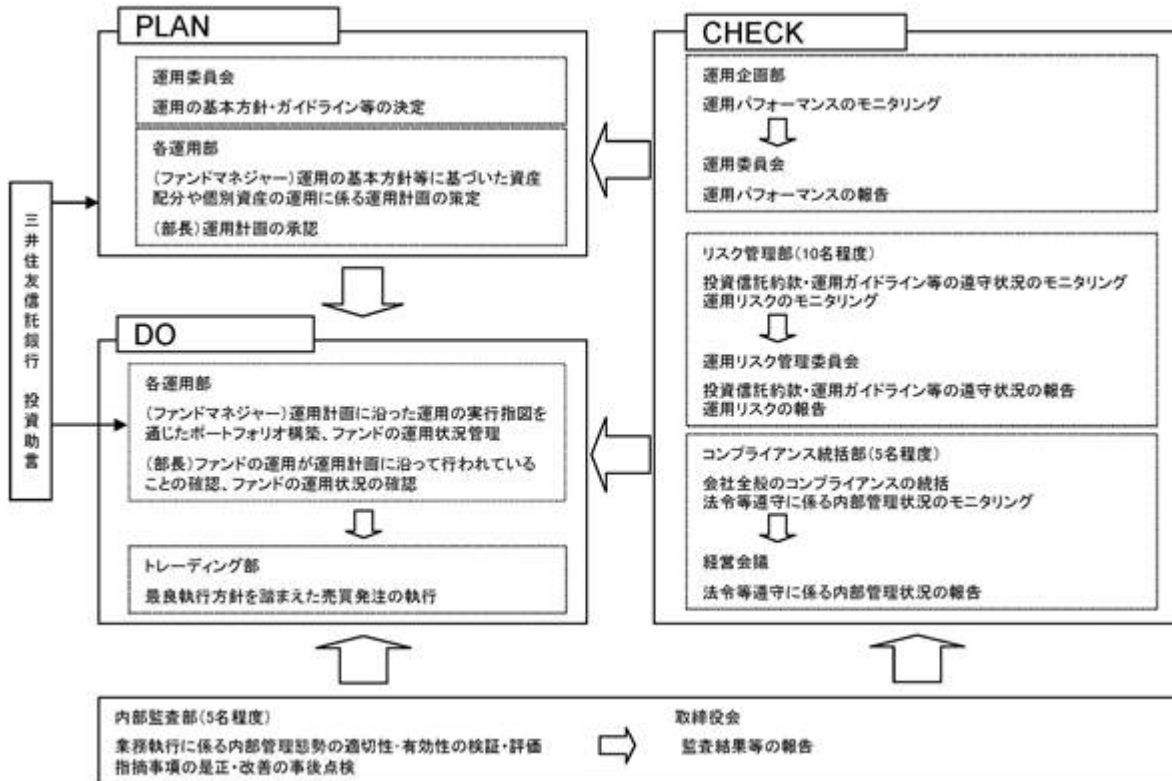 PLAN
運用委員会
運用の基本方針・ガイドライン等の決定
各運用部
(ファンドマネジャー)運用の基本方針等に基づいた資産
配分や個別資産の運用に係る運用計画の策定
(部長)運用計画の承認
三井住友信託銀行 投資助言
DO
各運用部
(ファンドマネジャー)運用計画に沿った運用の実行指図を
通じたポートフォリオ構築、ファンドの運用状況管理
(部長)ファンドの運用が運用計画に沿って行われている
ことの確認、ファンドの運用状況の確認
トレーディング部
最良執行方針を踏まえた売買発注の執行
CHECK
運用企画部
運用パフォーマンスのモニタリング
運用委員会
運用パフォーマンスの報告
リスク管理部(10名程度)
投資信託約款・運用ガイドライン等の遵守状況のモニタリング
運用リスクのモニタリング
運用リスク管理委員会
投資信託約款・運用ガイドライン等の遵守状況の報告
運用リスクの報告
コンプライアンス統括部(5名程度)
会社全般のコンプライアンスの統括
法令等遵守に係る内部管理状況のモニタリング
経営会議
法令等遵守に係る内部管理状況の報告
内部監査部(5名程度)
業務執行に係る内部管理態勢の適切性・有効性の検証・評価
指摘事項の是正・改善の事後点検
取締役会
監査結果等の報告